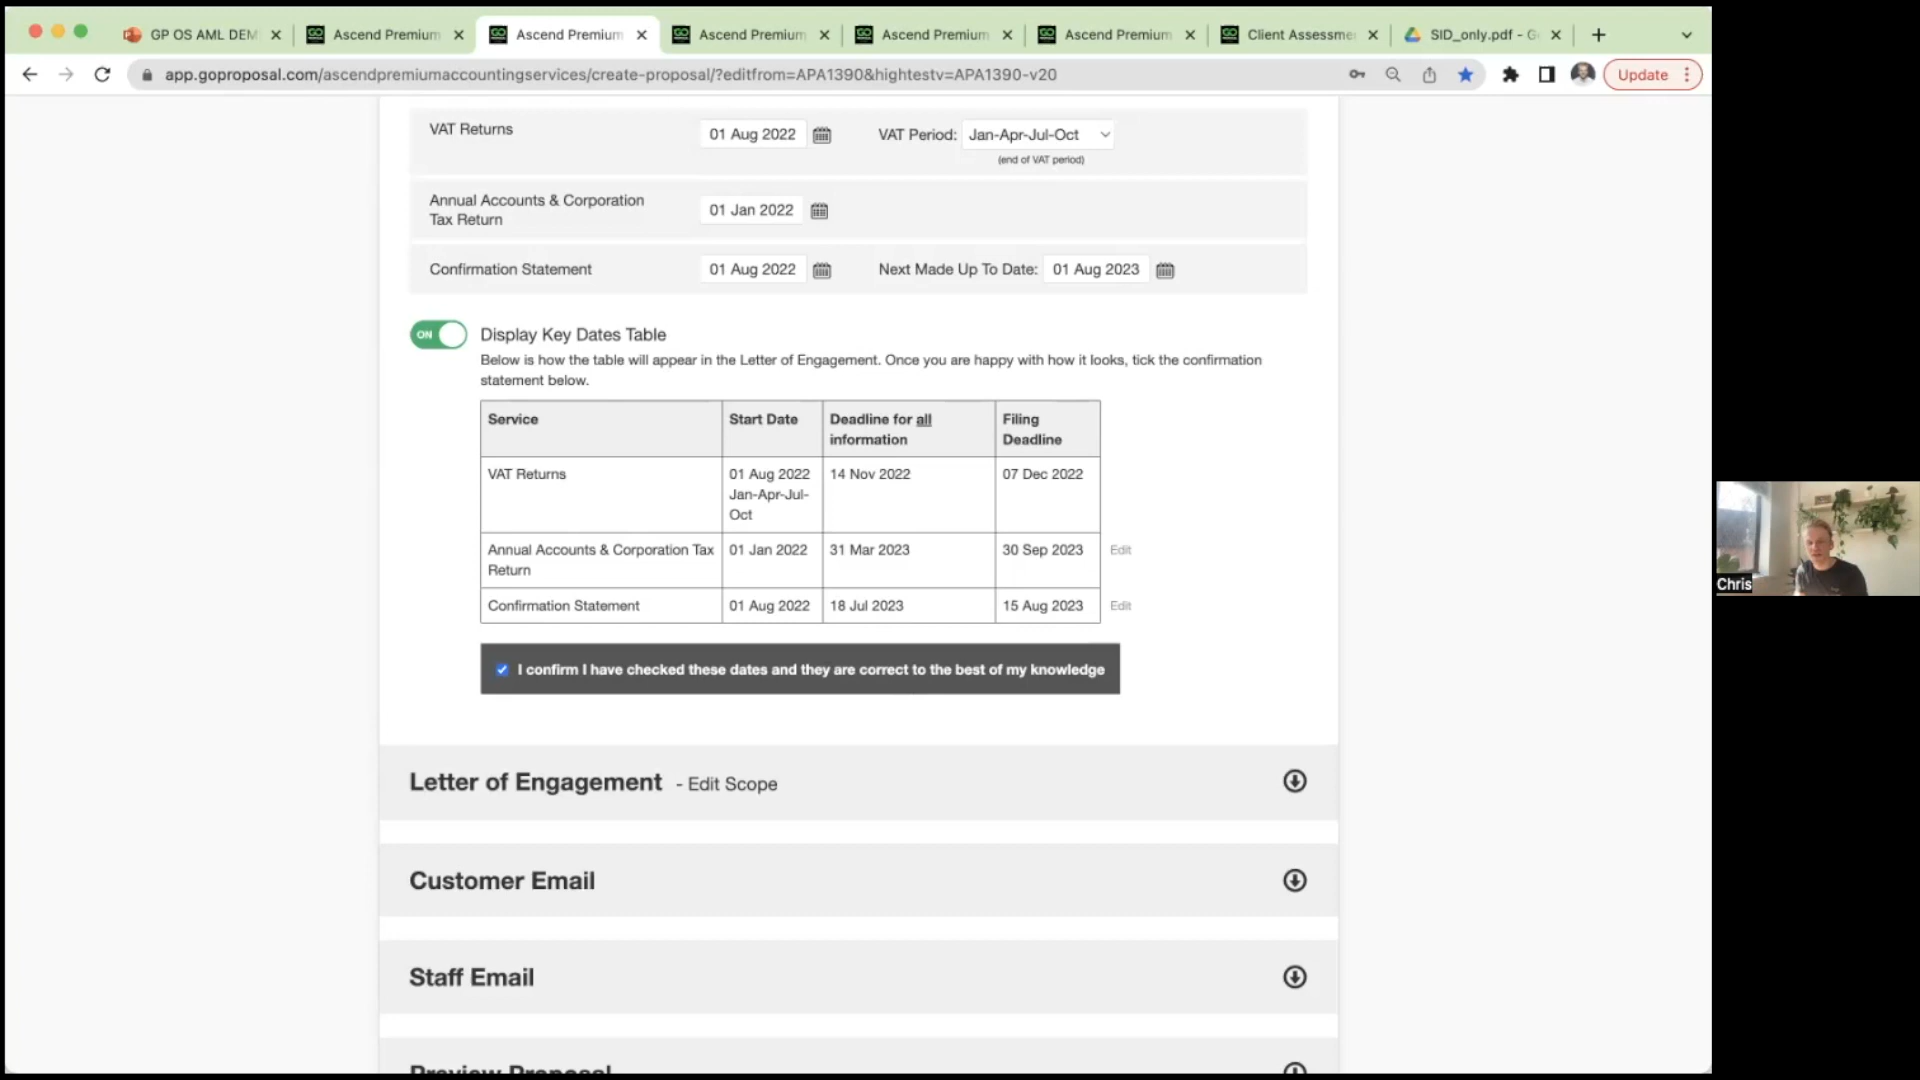 GP OS AML DEM
Ascend Premium
Ascend Premium
Ascend Premium
Ascend Premium
Ascend Premium
Client Assessme
SID_only.pdf - G
app.goproposal.com/ascendpremiumaccountingservices/create-proposal/?editfrom=APA1390&hightestv=APA1390-v20
Update
VAT Returns
01 Aug 2022
VAT Period:
Jan-Apr-Jul-Oct
(end of VAT period)
Annual Accounts & Corporation
Tax Return
01 Jan 2022
Confirmation Statement
01 Aug 2022
Next Made Up To Date:
01 Aug 2023
ON
Display Key Dates Table
Below is how the table will appear in the Letter of Engagement. Once you are happy with how it looks, tick the confirmation
statement below.
Service
Start Date
Deadline for all
information
Filing
Deadline
VAT Returns
01 Aug 2022
Jan-Apr-Jul-
Oct
14 Nov 2022
07 Dec 2022
Annual Accounts & Corporation Tax
Return
01 Jan 2022
31 Mar 2023
30 Sep 2023
Edit
Confirmation Statement
01 Aug 2022
18 Jul 2023
15 Aug 2023
Edit
I confirm I have checked these dates and they are correct to the best of my knowledge
Letter of Engagement - Edit Scope
Customer Email
Staff Email
Preview Proposal
Chris